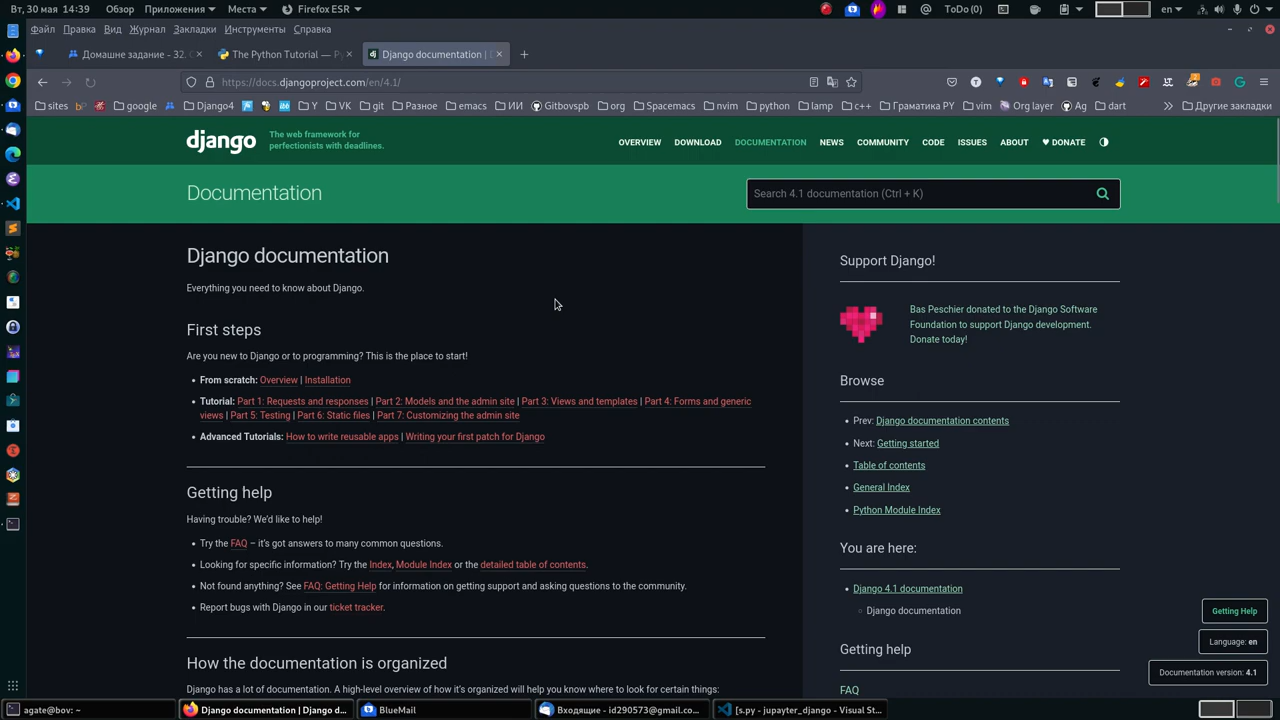 Вт, 30 мая 14:39 Обзор Приложения Места Firefox ESR ToDo(0) en
Файл Правка Вид Журнал Закладки Инструменты Справка
Домашне задание - 32. С The Python Tutorial — Py Django documentation | D
https://docs.djangoproject.com/en/4.1/
sites bP google Django4 Y VK git Разное emacs ИИ Gitbovspb org Spacemacs nvim python lamp c++ Граматика РУ vim Org layer Ag dart Другие закладки
django The web framework for
perfectionists with deadlines.
OVERVIEW DOWNLOAD DOCUMENTATION NEWS COMMUNITY CODE ISSUES ABOUT ♥ DONATE
Documentation
Search 4.1 documentation (Ctrl + K)
Django documentation
Everything you need to know about Django.
First steps
Are you new to Django or to programming? This is the place to start!
• From scratch: Overview | Installation
• Tutorial: Part 1: Requests and responses | Part 2: Models and the admin site | Part 3: Views and templates | Part 4: Forms and generic
views | Part 5: Testing | Part 6: Static files | Part 7: Customizing the admin site
• Advanced Tutorials: How to write reusable apps | Writing your first patch for Django
Getting help
Having trouble? We'd like to help!
• Try the FAQ – it's got answers to many common questions.
• Looking for specific information? Try the Index, Module Index or the detailed table of contents.
• Not found anything? See FAQ: Getting Help for information on getting support and asking questions to the community.
• Report bugs with Django in our ticket tracker.
How the documentation is organized
Django has a lot of documentation. A high-level overview of how it's organized will help you know where to look for certain things:
Support Django!
Bas Peschier donated to the Django Software
Foundation to support Django development.
Donate today!
Browse
• Prev: Django documentation contents
• Next: Getting started
• Table of contents
• General Index
• Python Module Index
You are here:
• Django 4.1 documentation
◦ Django documentation
Getting help
FAQ
Getting Help
Language: en
Documentation version: 4.1
agate@bov: ~ Django documentation | Django d... BlueMail Входящие - id290573@gmail.co... [s.py - jupayter_django - Visual St...